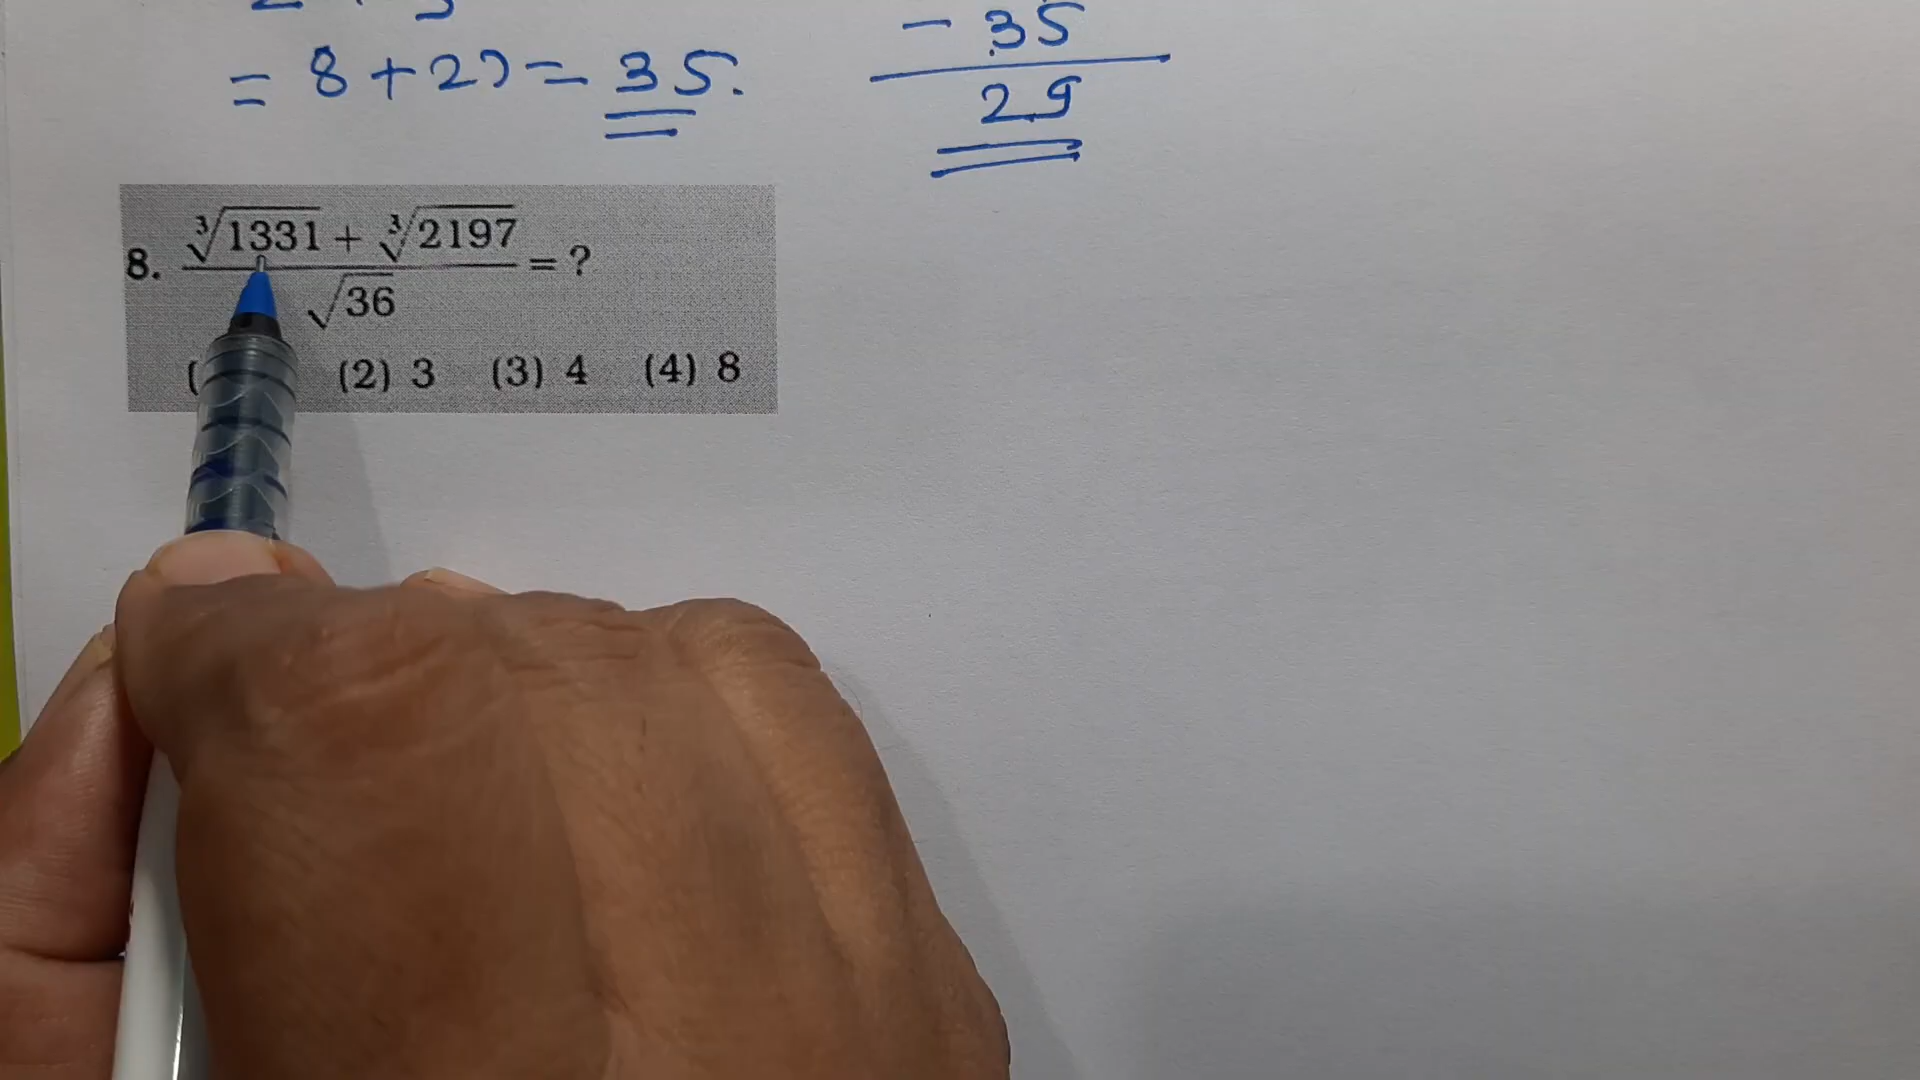 - 35
= 8 + 27 = 35.
29
8. (∛1331 + ∛2197) / √36 = ?
( (2) 3 (3) 4 (4) 8